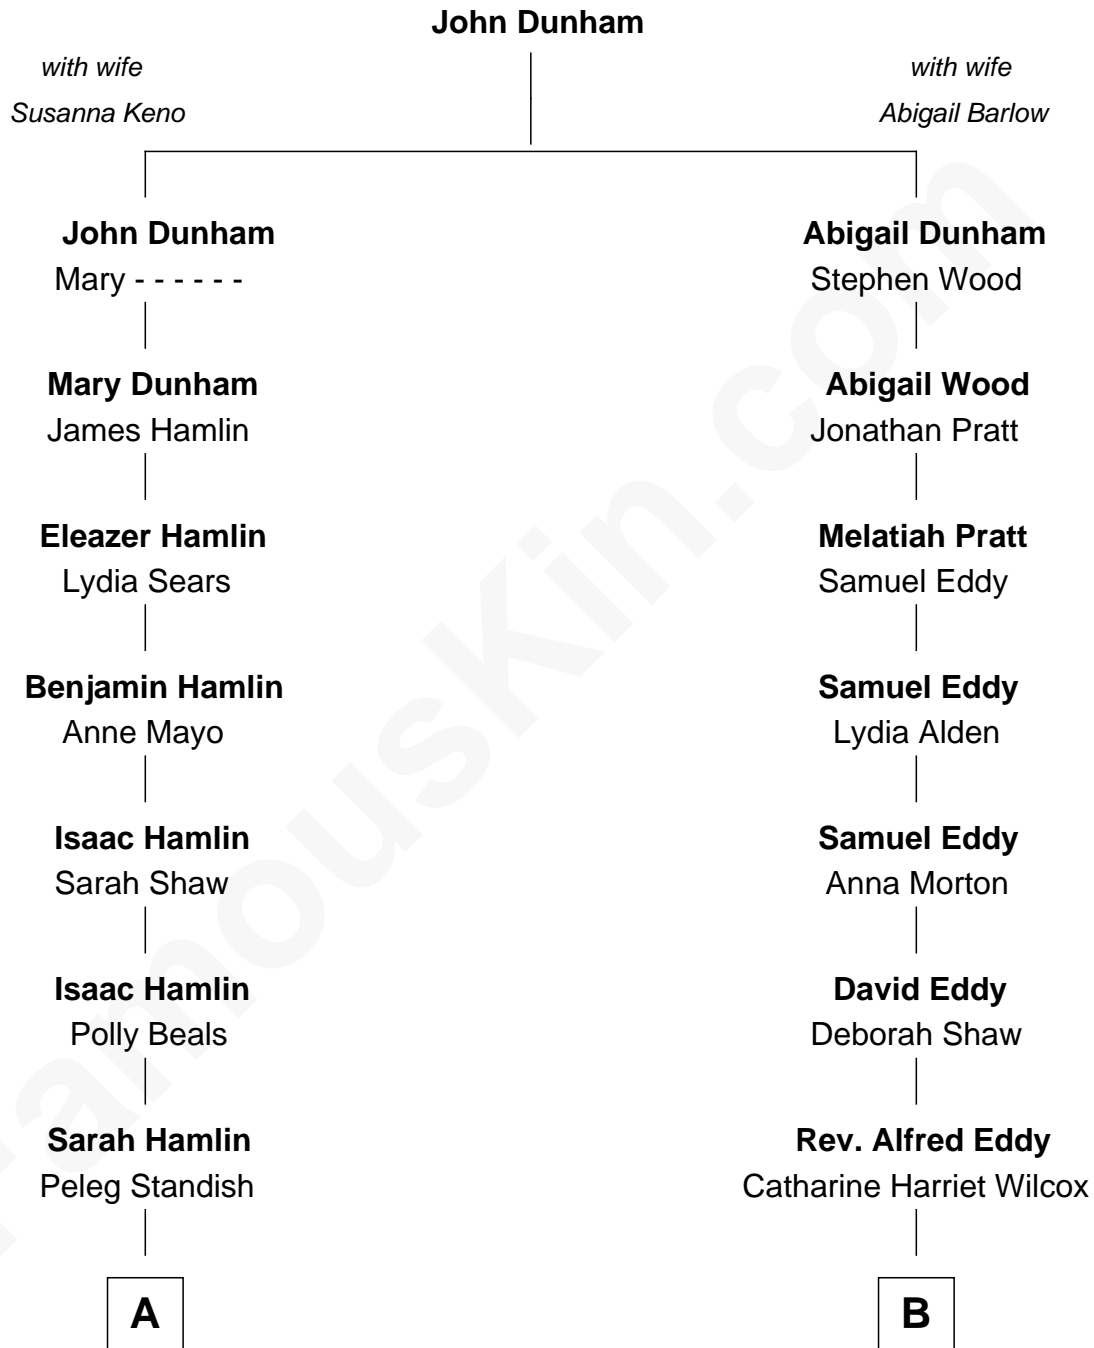 John Dunham
with wife
Susanna Keno
with wife
Abigail Barlow
John Dunham
Mary - - - - - -
Abigail Dunham
Stephen Wood
Mary Dunham
James Hamlin
Abigail Wood
Jonathan Pratt
Eleazer Hamlin
Lydia Sears
Melatiah Pratt
Samuel Eddy
Benjamin Hamlin
Anne Mayo
Samuel Eddy
Lydia Alden
Isaac Hamlin
Sarah Shaw
Samuel Eddy
Anna Morton
Isaac Hamlin
Polly Beals
David Eddy
Deborah Shaw
Sarah Hamlin
Peleg Standish
Rev. Alfred Eddy
Catharine Harriet Wilcox
A
B
FamousKin.com